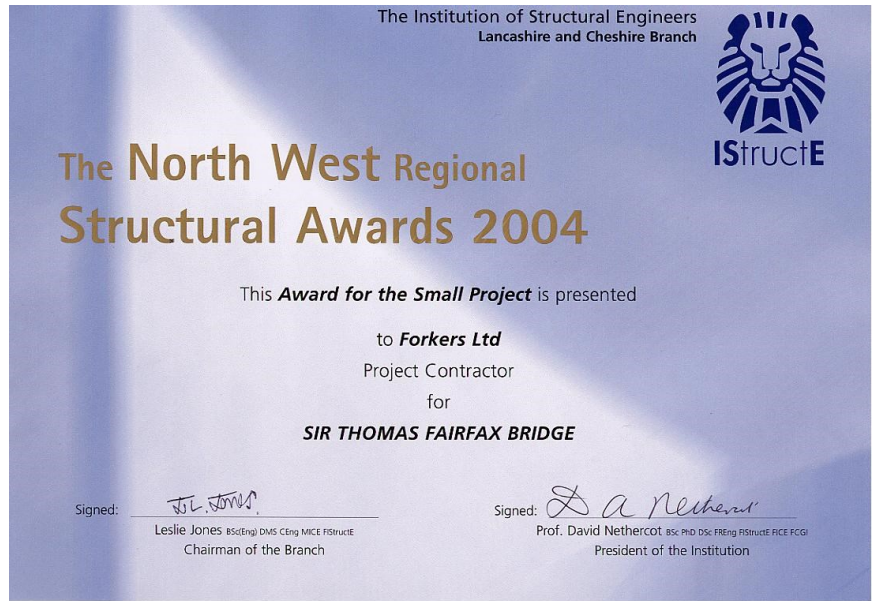 The Institution of Structural Engineers
Lancashire and Cheshire Branch
IStructE
The North West Regional
Structural Awards 2004
This Award for the Small Project is presented
to Forkers Ltd
Project Contractor
for
SIR THOMAS FAIRFAX BRIDGE
Signed: J.L. Jones.
Leslie Jones BSc(Eng) DMS CEng MICE FIStructE
Chairman of the Branch
Signed: D A Nethercot
Prof. David Nethercot BSc PhD DSc FREng FIStructE FICE FCGI
President of the Institution